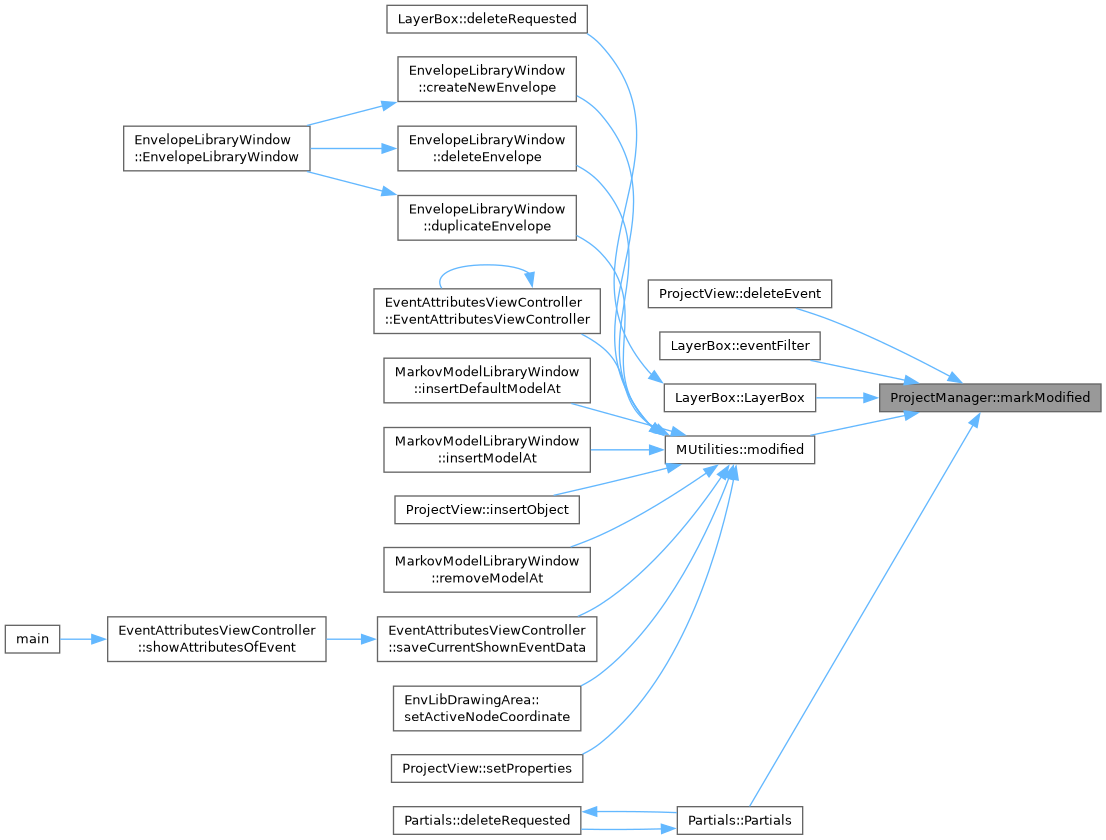 LayerBox::deleteRequested
EnvelopeLibraryWindow
::createNewEnvelope
EnvelopeLibraryWindow
::EnvelopeLibraryWindow
EnvelopeLibraryWindow
::deleteEnvelope
EnvelopeLibraryWindow
::duplicateEnvelope
EventAttributesViewController
::EventAttributesViewController
ProjectView::deleteEvent
LayerBox::eventFilter
MarkovModelLibraryWindow
::insertDefaultModelAt
LayerBox::LayerBox
ProjectManager::markModified
MarkovModelLibraryWindow
::insertModelAt
MUtilities::modified
ProjectView::insertObject
MarkovModelLibraryWindow
::removeModelAt
main
EventAttributesViewController
::showAttributesOfEvent
EventAttributesViewController
::saveCurrentShownEventData
EnvLibDrawingArea::
setActiveNodeCoordinate
ProjectView::setProperties
Partials::deleteRequested
Partials::Partials